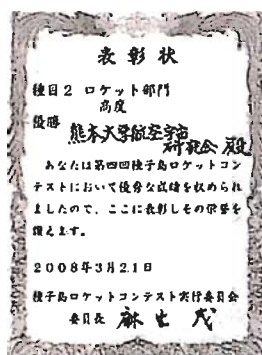 表彰状
種目2 ロケット部門
高度
優勝
熊本大学航空宇宙
研究会 殿
あなたは第四回種子島ロケットコン
テストにおいて優秀な成績を収められ
ましたので、ここに表彰しその栄誉を
讃えます。
2008年3月21日
種子島ロケットコンテスト実行委員会
委員長 麻生 茂